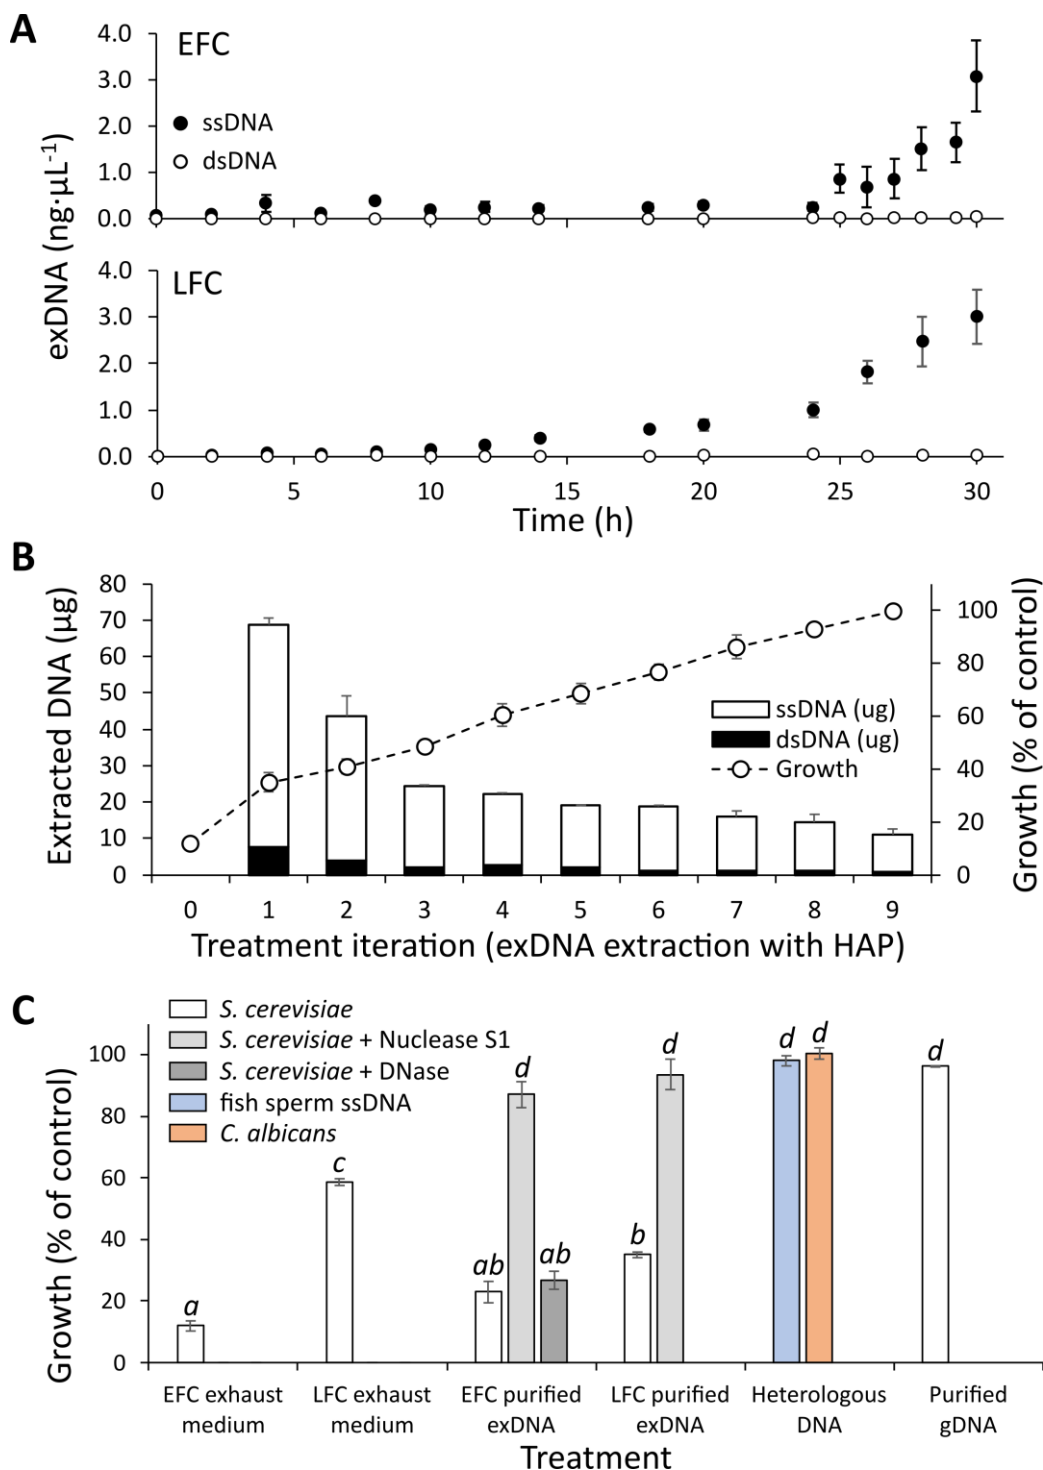 A
EFC
ssDNA
dsDNA
4.0
3.0
2.0
1.0
0.0
LFC
4.0
3.0
2.0
1.0
0.0
exDNA (ng·µL⁻¹)
0 5 10 15 20 25 30
Time (h)
B
80
70
60
50
40
30
20
10
0
Extracted DNA (µg)
100
80
60
40
20
0
Growth (% of control)
ssDNA (ug)
dsDNA (ug)
Growth
0 1 2 3 4 5 6 7 8 9
Treatment iteration (exDNA extraction with HAP)
C
S. cerevisiae
S. cerevisiae + Nuclease S1
S. cerevisiae + DNase
fish sperm ssDNA
C. albicans
100
80
60
40
20
0
Growth (% of control)
a
c
ab
d
ab
b
d
d
d
d
EFC exhaust
medium
LFC exhaust
medium
EFC purified
exDNA
LFC purified
exDNA
Heterologous
DNA
Purified
gDNA
Treatment